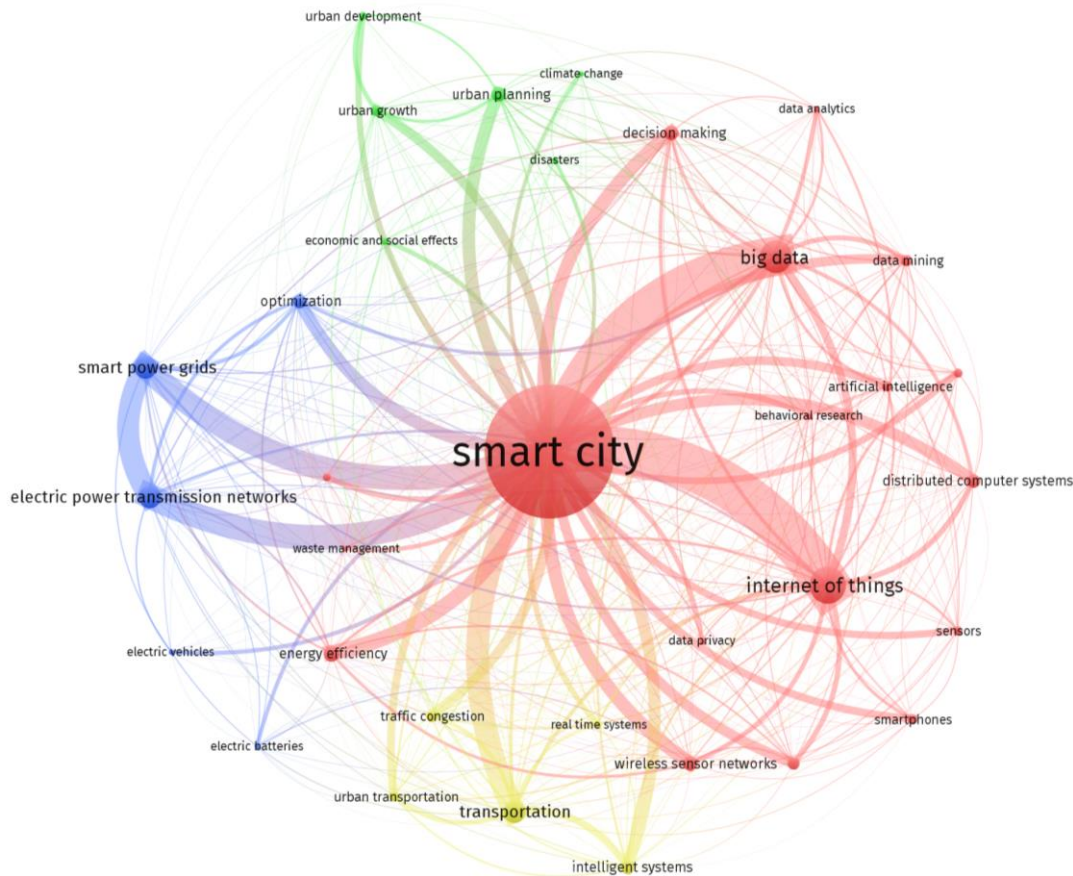 urban development
climate change
urban planning
urban growth
data analytics
decision making
disasters
economic and social effects
big data
data mining
optimization
smart power grids
artificial intelligence
behavioral research
smart city
distributed computer systems
electric power transmission networks
waste management
internet of things
sensors
data privacy
electric vehicles
energy efficiency
traffic congestion
real time systems
smartphones
electric batteries
wireless sensor networks
urban transportation
transportation
intelligent systems